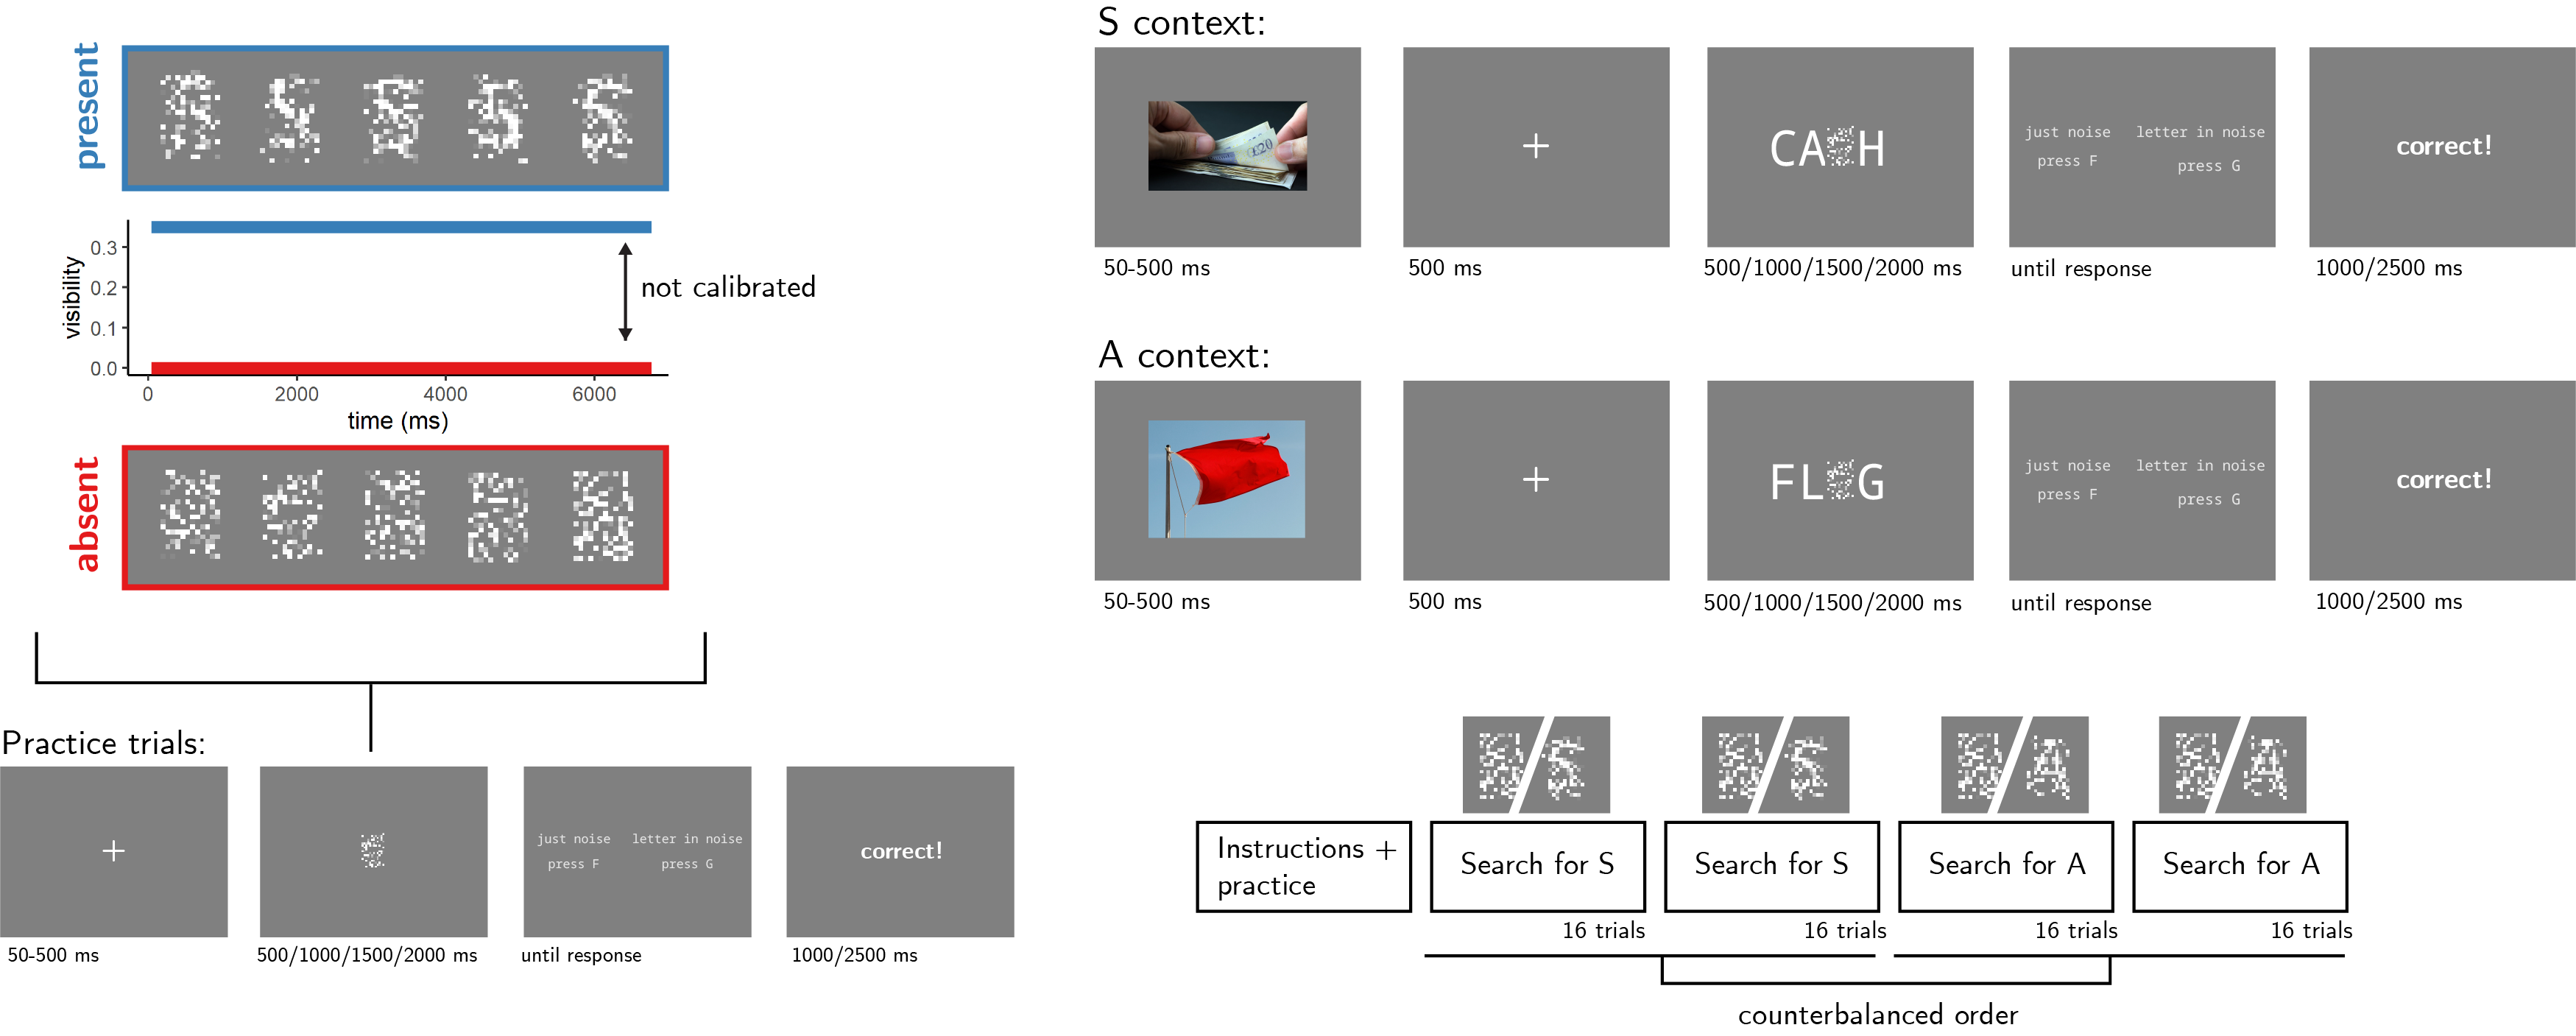 present
visibility
0.3
0.2
0.1
0.0
0 2000 4000 6000
time (ms)
not calibrated
absent
Practice trials:
just noise letter in noise
press F press G
correct!
50-500 ms 500/1000/1500/2000 ms until response 1000/2500 ms
S context:
£20
CA H
just noise letter in noise
press F press G
correct!
50-500 ms 500 ms 500/1000/1500/2000 ms until response 1000/2500 ms
A context:
FL G
just noise letter in noise
press F press G
correct!
50-500 ms 500 ms 500/1000/1500/2000 ms until response 1000/2500 ms
S S A A
Instructions +
practice
Search for S Search for S Search for A Search for A
16 trials 16 trials 16 trials 16 trials
counterbalanced order